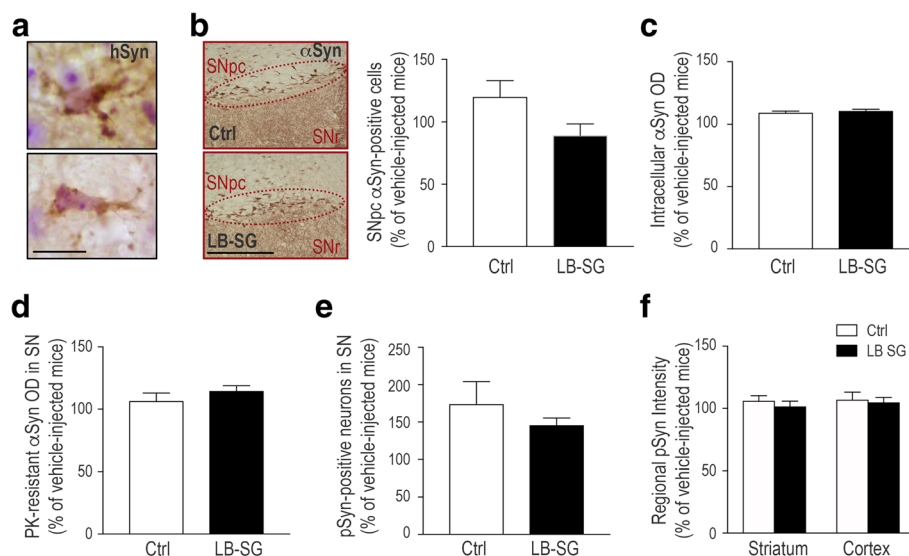 a
hSyn
b
αSyn
SNpc
Ctrl
SNr
SNpc
LB-SG
SNr
SNpc αSyn-positive cells
(% of vehicle-injected mice)
150
100
50
0
Ctrl LB-SG
c
Intracellular αSyn OD
(% of vehicle-injected mice)
150
100
50
0
Ctrl LB-SG
d
PK-resistant αSyn OD in SN
(% of vehicle-injected mice)
150
100
50
0
Ctrl LB-SG
e
pSyn-positive neurons in SN
(% of vehicle-injected mice)
250
200
150
100
50
0
Ctrl LB-SG
f
Ctrl
LB SG
Regional pSyn Intensity
(% of vehicle-injected mice)
150
100
50
0
Striatum Cortex